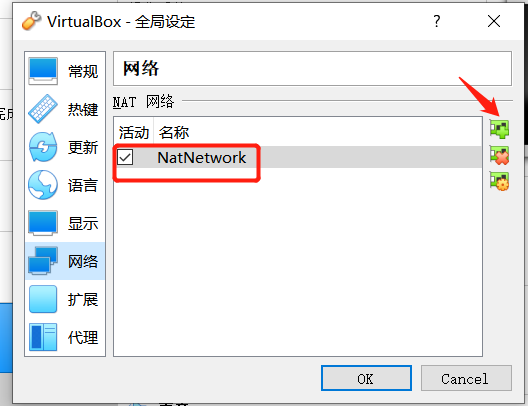 VirtualBox - 全局设定
常规
热键
更新
语言
显示
网络
扩展
代理
网络
NAT 网络
活动 名称
NatNetwork
OK Cancel